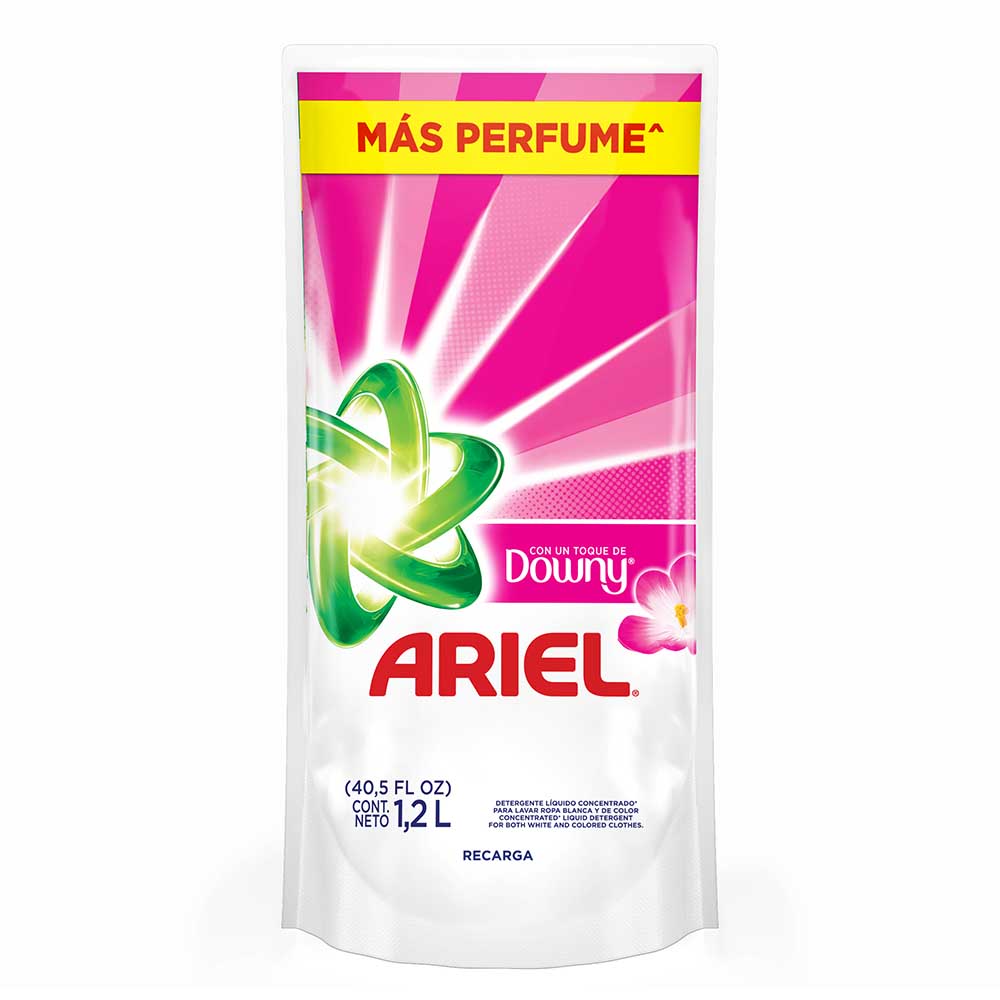 MÁS PERFUME^
CON UN TOQUE DE
Downy®
ARIEL®
(40,5 FL OZ)
CONT. NETO 1,2 L
DETERGENTE LÍQUIDO CONCENTRADO*
PARA LAVAR ROPA BLANCA Y DE COLOR
CONCENTRATED* LIQUID DETERGENT
FOR BOTH WHITE AND COLORED CLOTHES.
RECARGA